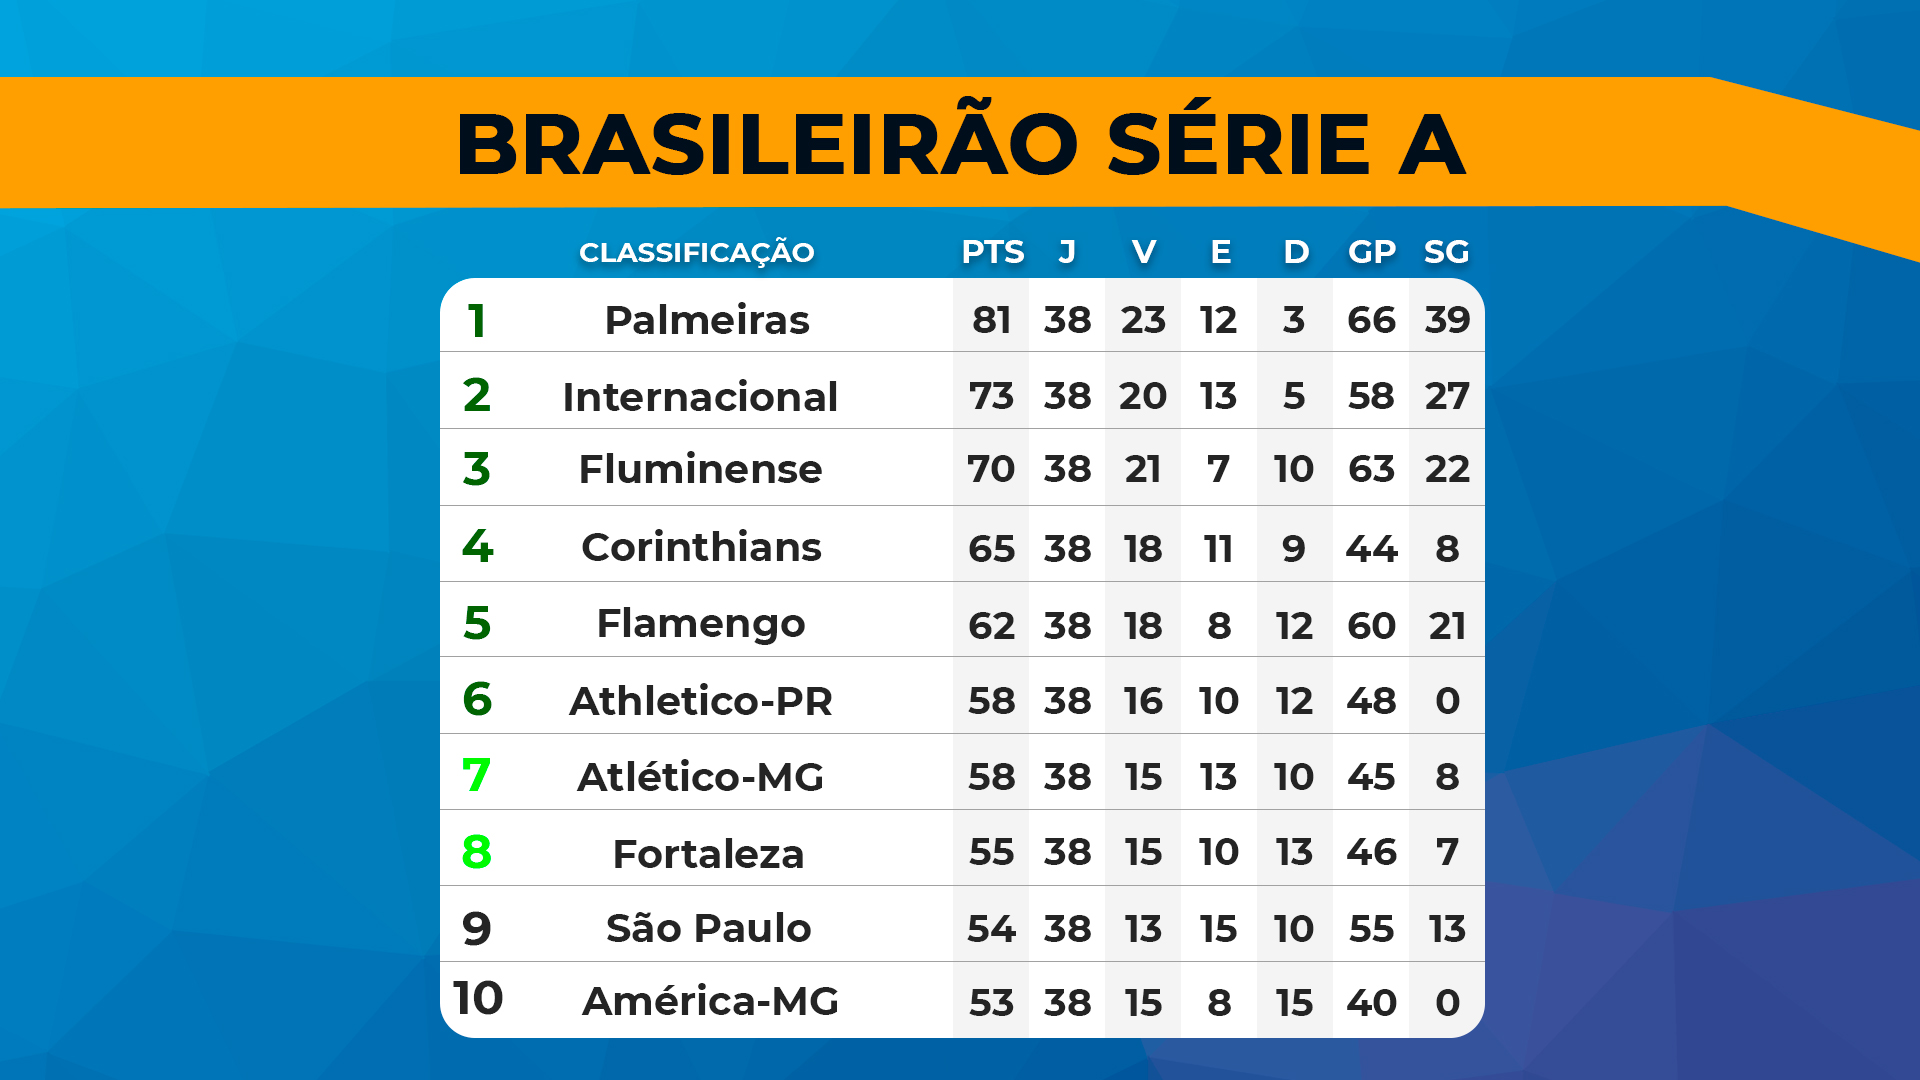 BRASILEIRÃO SÉRIE A
CLASSIFICAÇÃO PTS J V E D GP SG
1 Palmeiras 81 38 23 12 3 66 39
2 Internacional 73 38 20 13 5 58 27
3 Fluminense 70 38 21 7 10 63 22
4 Corinthians 65 38 18 11 9 44 8
5 Flamengo 62 38 18 8 12 60 21
6 Athletico-PR 58 38 16 10 12 48 0
7 Atlético-MG 58 38 15 13 10 45 8
8 Fortaleza 55 38 15 10 13 46 7
9 São Paulo 54 38 13 15 10 55 13
10 América-MG 53 38 15 8 15 40 0